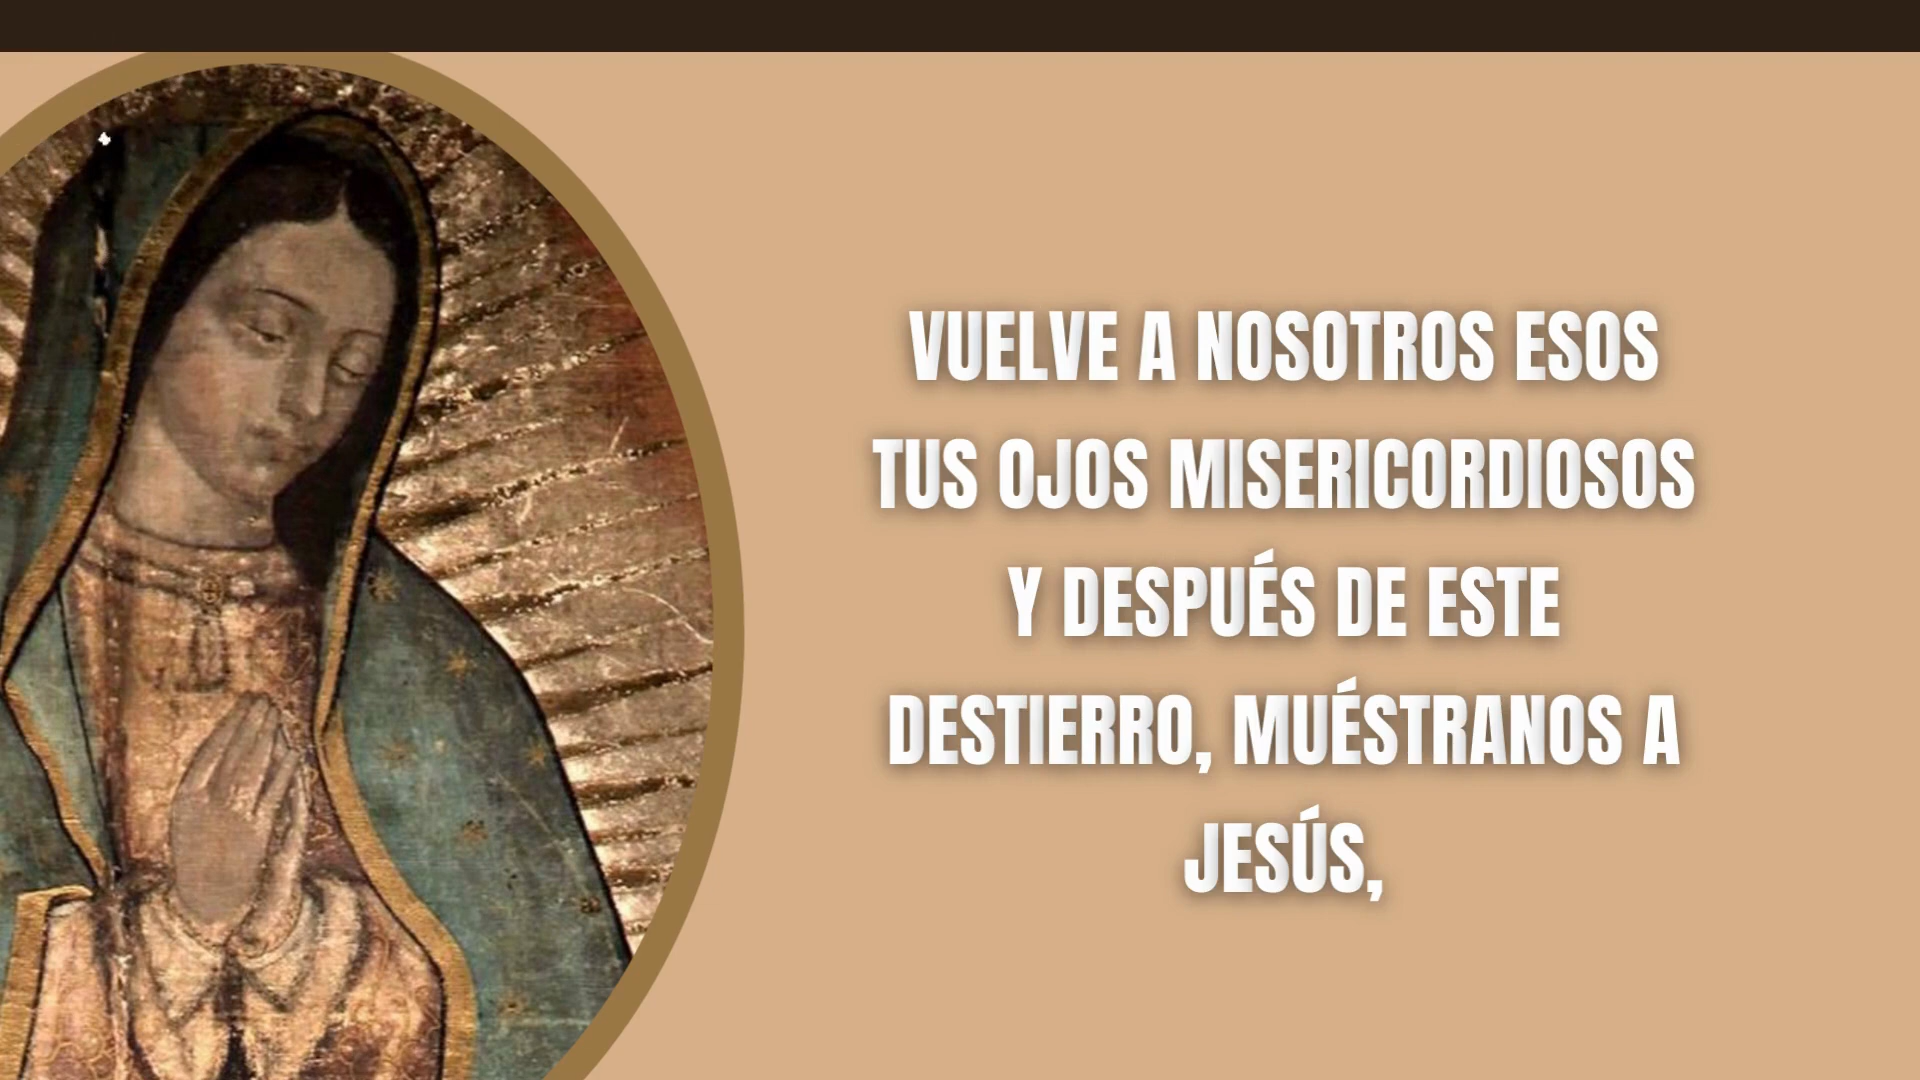 VUELVE A NOSOTROS ESOS
TUS OJOS MISERICORDIOSOS
Y DESPUÉS DE ESTE
DESTIERRO, MUÉSTRANOS A
JESÚS,